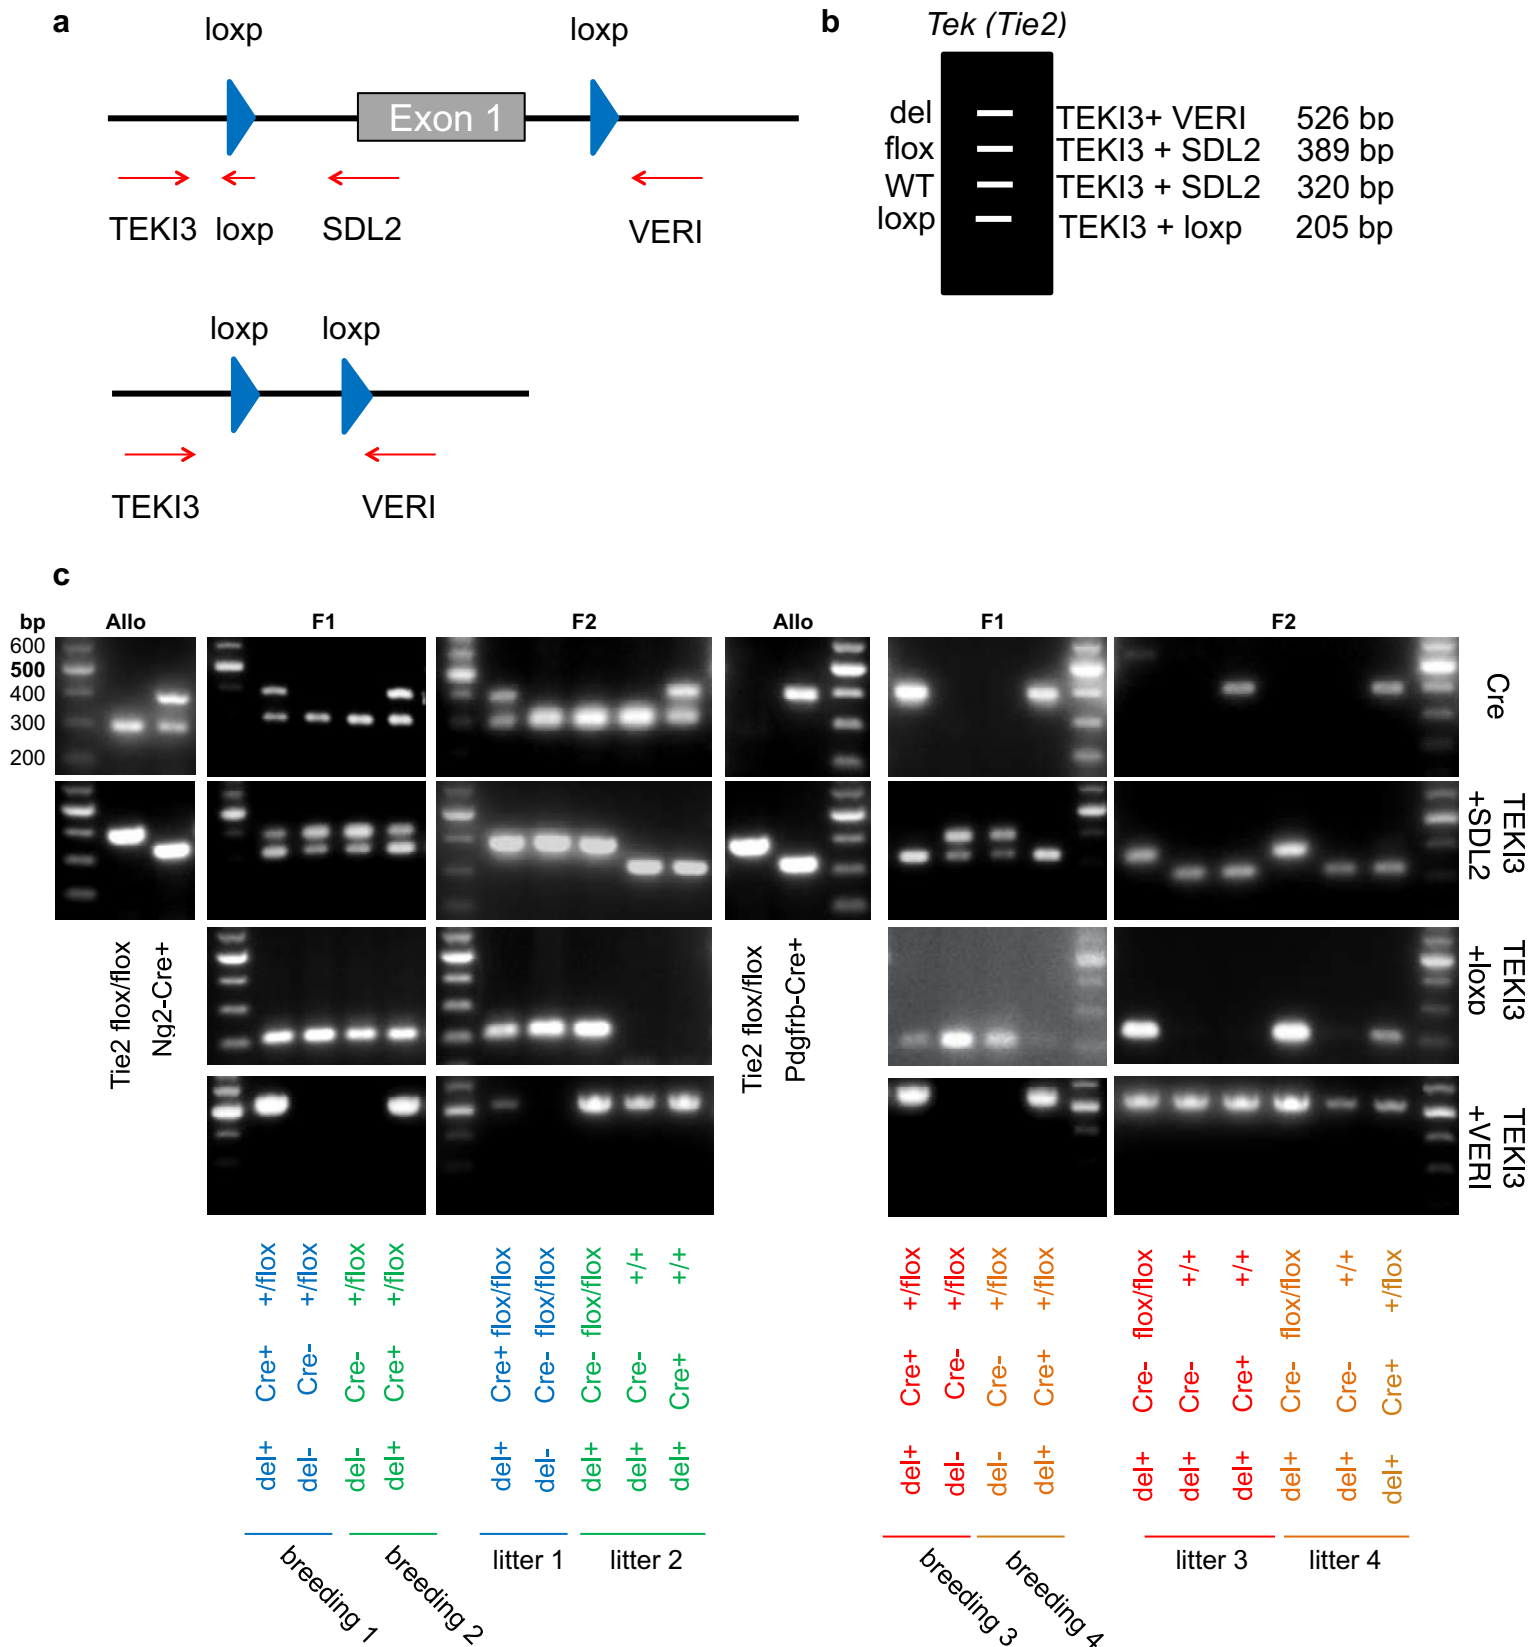 a
loxp loxp
Exon 1
TEKI3 loxp SDL2 VERI
loxp loxp
TEKI3 VERI
b
Tek (Tie2)
del TEKI3+ VERI 526 bp
flox TEKI3 + SDL2 389 bp
WT TEKI3 + SDL2 320 bp
loxp TEKI3 + loxp 205 bp
c
bp Allo F1 F2 Allo F1 F2
600
500
400
300
200
Cre
TEKI3
+SDL2
TEKI3
+loxp
TEKI3
+VERI
Tie2 flox/flox
Ng2-Cre+
Tie2 flox/flox
Pdgfrb-Cre+
del+ Cre+ +/flox
del- Cre- +/flox
del- Cre- +/flox
del+ Cre+ +/flox
del+ Cre+ flox/flox
del- Cre- flox/flox
del+ Cre- flox/flox
del+ Cre- +/+
del+ Cre+ +/+
del+ Cre+ +/flox
del- Cre- +/flox
del- Cre- +/flox
del+ Cre+ +/flox
del+ Cre- flox/flox
del+ Cre- +/+
del+ Cre+ +/+
del+ Cre- flox/flox
del+ Cre- +/+
del+ Cre+ +/flox
breeding 1
breeding 2
litter 1
litter 2
breeding 3
breeding 4
litter 3
litter 4